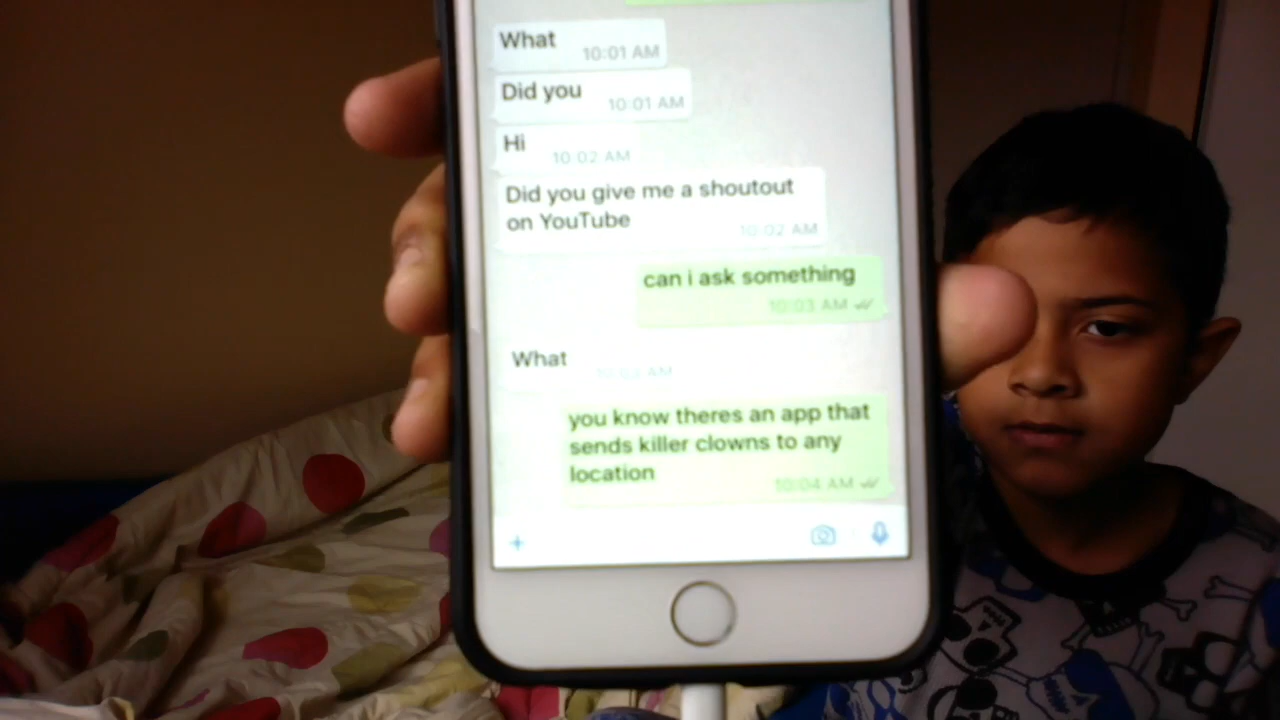 What
10:01 AM
Did you
10:01 AM
Hi
10:02 AM
Did you give me a shoutout
on YouTube
10:02 AM
can i ask something
10:03 AM
What
AM
you know theres an app that
sends killer clowns to any
location
10:04 AM